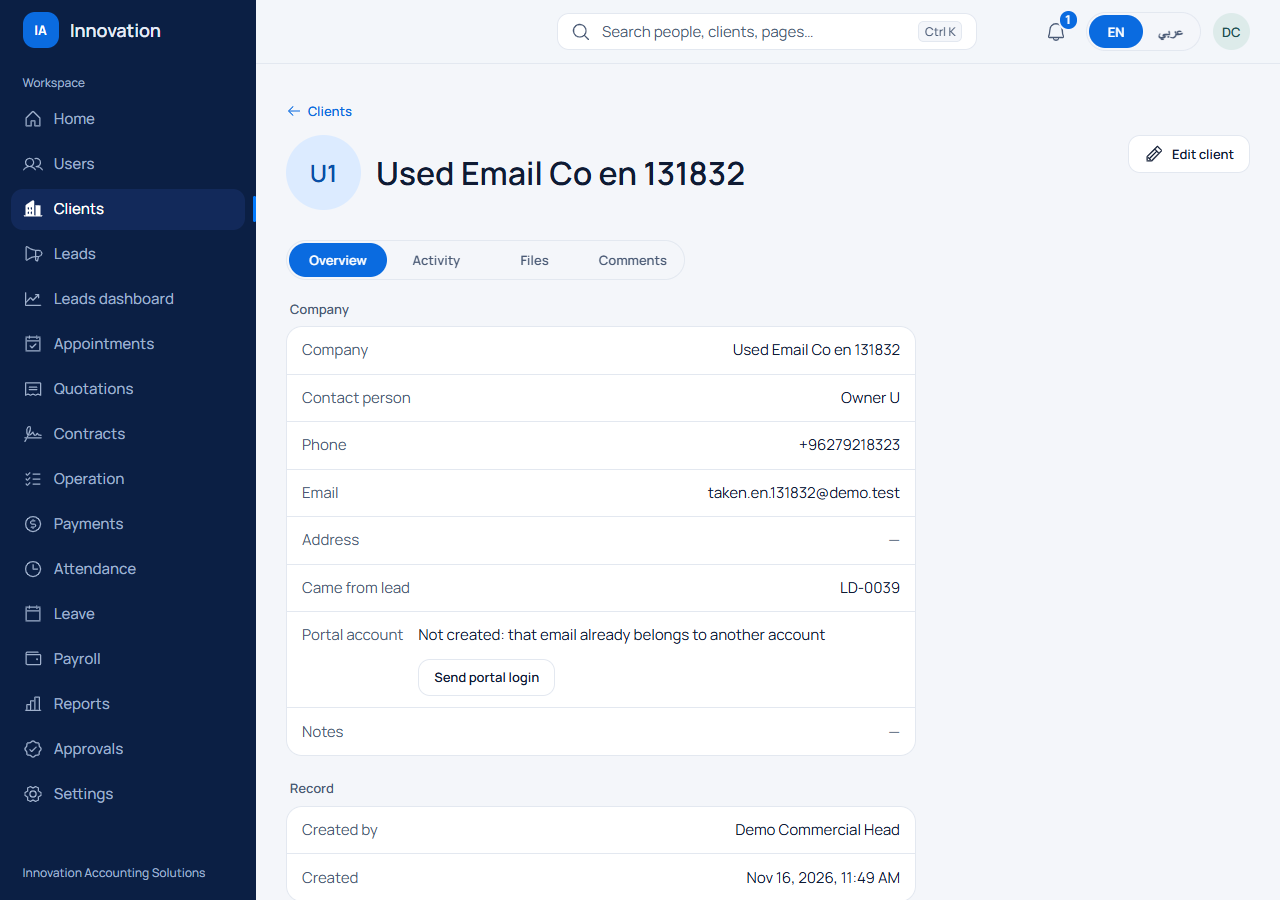 IA Innovation
Search people, clients, pages... Ctrl K
1
EN عربي DC
Workspace
Home
Users
Clients
Leads
Leads dashboard
Appointments
Quotations
Contracts
Operation
Payments
Attendance
Leave
Payroll
Reports
Approvals
Settings
Innovation Accounting Solutions
← Clients
U1 Used Email Co en 131832
Edit client
Overview Activity Files Comments
Company
Company Used Email Co en 131832
Contact person Owner U
Phone +96279218323
Email taken.en.131832@demo.test
Address —
Came from lead LD-0039
Portal account Not created: that email already belongs to another account
Send portal login
Notes —
Record
Created by Demo Commercial Head
Created Nov 16, 2026, 11:49 AM